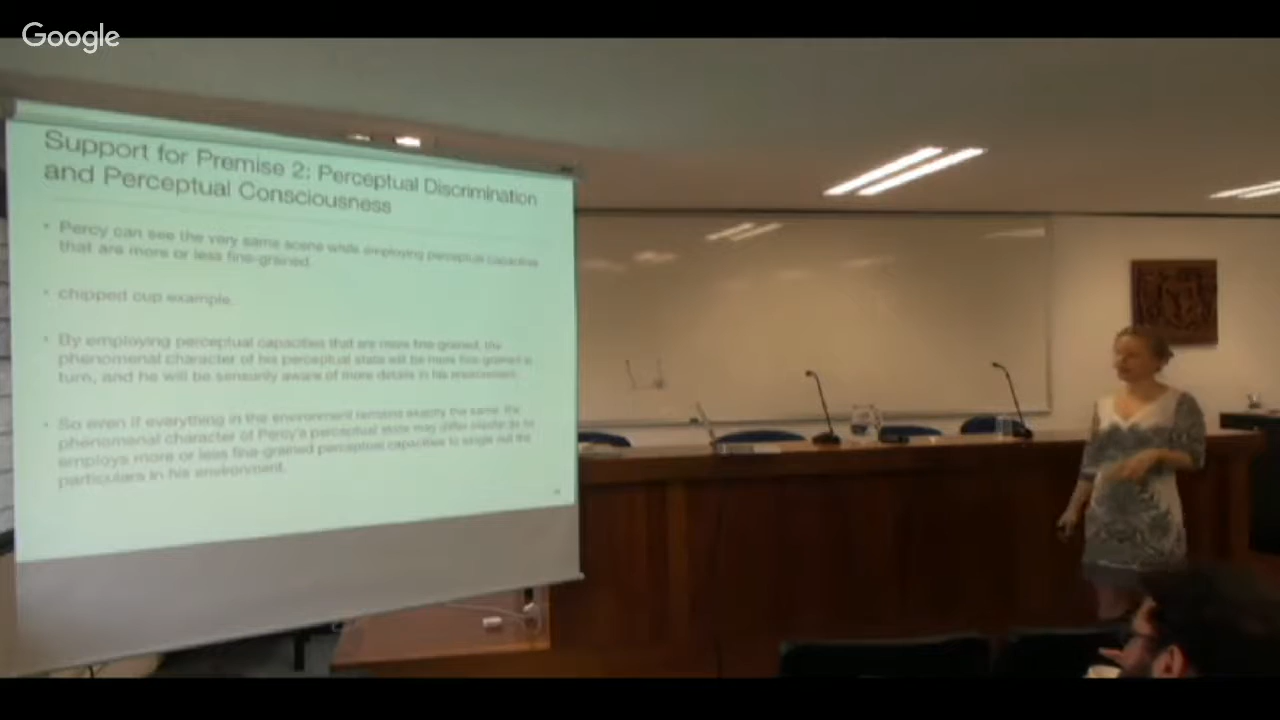 Google
Support for Premise 2: Perceptual Discrimination
and Perceptual Consciousness
• Percy can see the very same scene while employing perceptual capacities
that are more or less fine-grained.
• chipped cup example.
• By employing perceptual capacities that are more fine-grained, the
phenomenal character of his perceptual state will be more fine-grained in
turn, and he will be sensorily aware of more details in his environment.
• So even if everything in the environment remains exactly the same, the
phenomenal character of Percy's perceptual state may differ as he
employs more or less fine-grained perceptual capacities to single out the
particulars in his environment.